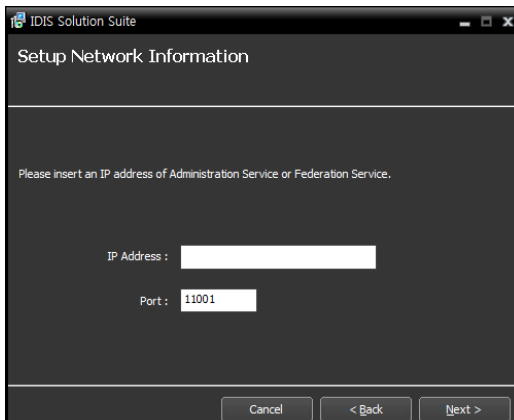 IDIS Solution Suite
Setup Network Information
Please insert an IP address of Administration Service or Federation Service.
IP Address :
Port : 11001
Cancel < Back Next >